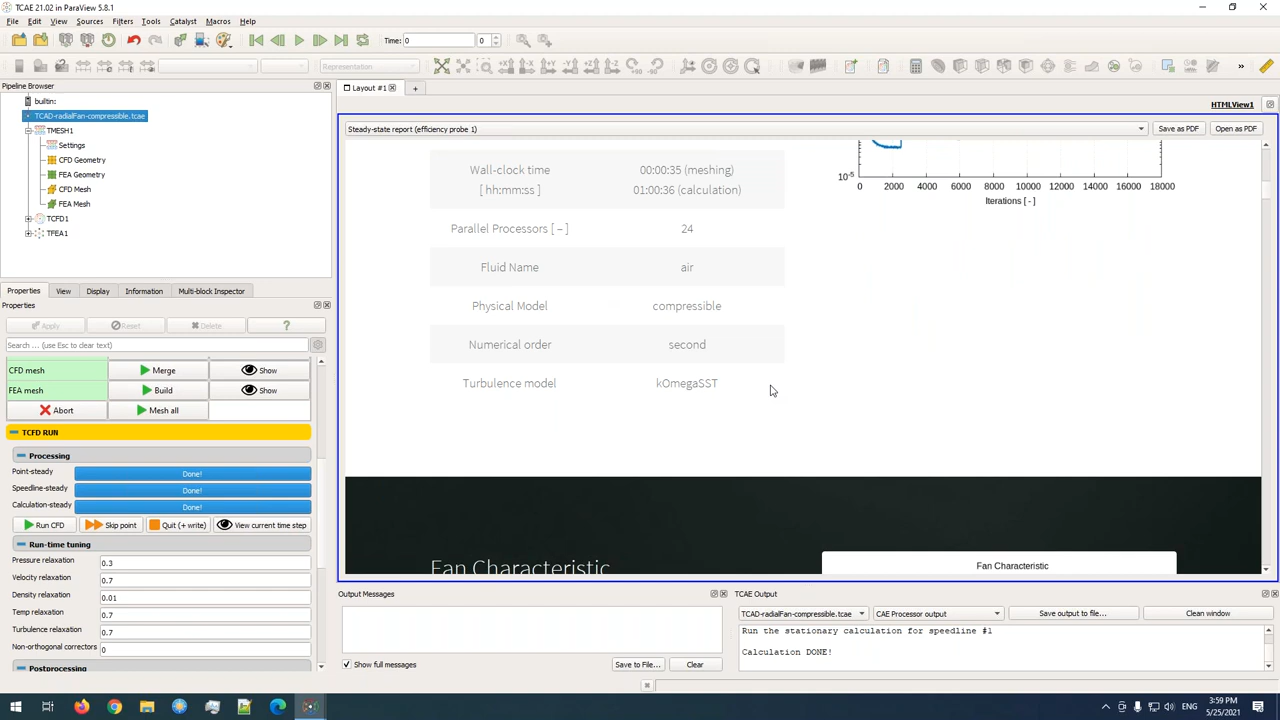 TCAE 21.02 in ParaView 5.8.1
File Edit View Sources Filters Tools Catalyst Macros Help
Time: 0 0
Representation
Pipeline Browser
Layout #1
+
builtin:
TCAD-radialFan-compressible.tcae
TMESH1
Settings
CFD Geometry
FEA Geometry
CFD Mesh
FEA Mesh
TCFD1
TFEA1
Properties View Display Information Multi-block Inspector
Properties
Apply Reset Delete ?
Search ... (use Esc to clear text)
CFD mesh Merge Show
FEA mesh Build Show
Abort Mesh all
TCFD RUN
Processing
Point-steady Done!
Speedline-steady Done!
Calculation-steady Done!
Run CFD Skip point Quit (+ write) View current time step
Run-time tuning
Pressure relaxation 0.3
Velocity relaxation 0.7
Density relaxation 0.01
Temp relaxation 0.7
Turbulence relaxation 0.7
Non-orthogonal correctors 0
Postprocessing
HTMLView1
Steady-state report (efficiency probe 1) Save as PDF Open as PDF
Wall-clock time 00:00:35 (meshing)
[ hh:mm:ss ] 01:00:36 (calculation)
Parallel Processors [ – ] 24
Fluid Name air
Physical Model compressible
Numerical order second
Turbulence model kOmegaSST
10-5
0 2000 4000 6000 8000 10000 12000 14000 16000 18000
Iterations [ - ]
Fan Characteristic
Fan Characteristic
Output Messages
Show full messages Save to File... Clear
TCAE Output
TCAD-radialFan-compressible.tcae CAE Processor output Save output to file... Clean window
Run the stationary calculation for speedline #1
Calculation DONE!
ENG
3:59 PM
5/25/2021